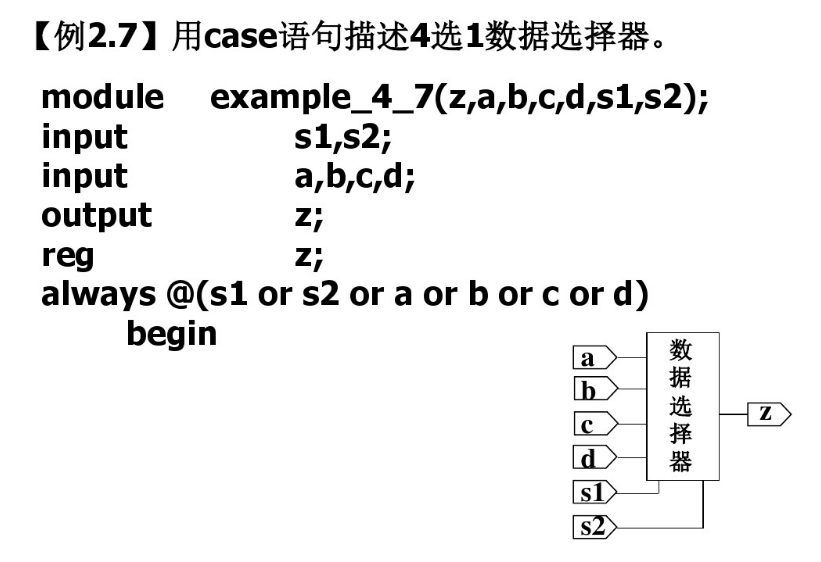 【例2.7】用case语句描述4选1数据选择器。
module example_4_7(z,a,b,c,d,s1,s2);
input s1,s2;
input a,b,c,d;
output z;
reg z;
always @(s1 or s2 or a or b or c or d)
begin
a
b
c
d
s1
s2
数
据
选
择
器
z